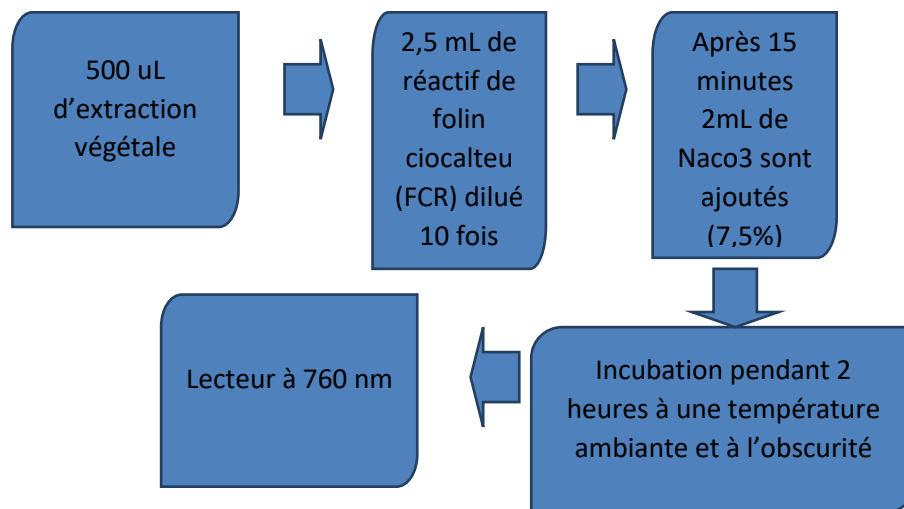 500 uL
d'extraction
végétale
2,5 mL de
réactif de
folin
ciocalteu
(FCR) dilué
10 fois
Après 15
minutes
2mL de
Naco3 sont
ajoutés
(7,5%)
Incubation pendant 2
heures à une température
ambiante et à l'obscurité
Lecteur à 760 nm